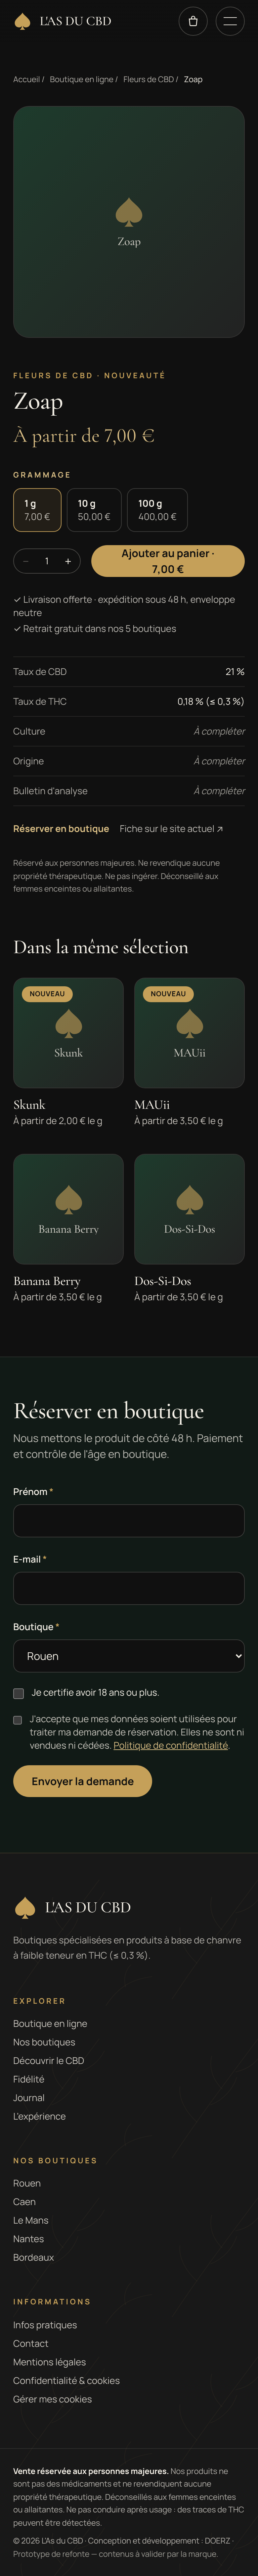 L'AS DU CBD
Accueil / Boutique en ligne / Fleurs de CBD / Zoap
Zoap
FLEURS DE CBD · NOUVEAUTÉ
Zoap
À partir de 7,00 €
GRAMMAGE
1 g 10 g 100 g
7,00 € 50,00 € 400,00 €
− 1 +
Ajouter au panier ·
7,00 €
✓ Livraison offerte · expédition sous 48 h, enveloppe
neutre
✓ Retrait gratuit dans nos 5 boutiques
Taux de CBD 21 %
Taux de THC 0,18 % (≤ 0,3 %)
Culture À compléter
Origine À compléter
Bulletin d'analyse À compléter
Réserver en boutique Fiche sur le site actuel ↗
Réservé aux personnes majeures. Ne revendique aucune
propriété thérapeutique. Ne pas ingérer. Déconseillé aux
femmes enceintes ou allaitantes.
Dans la même sélection
NOUVEAU NOUVEAU
Skunk MAUii
Skunk MAUii
À partir de 2,00 € le g À partir de 3,50 € le g
Banana Berry Dos-Si-Dos
Banana Berry Dos-Si-Dos
À partir de 3,50 € le g À partir de 3,50 € le g
Réserver en boutique
Nous mettons le produit de côté 48 h. Paiement
et contrôle de l'âge en boutique.
Prénom *
E-mail *
Boutique *
Rouen
Je certifie avoir 18 ans ou plus.
J'accepte que mes données soient utilisées pour
traiter ma demande de réservation. Elles ne sont ni
vendues ni cédées. Politique de confidentialité.
Envoyer la demande
L'AS DU CBD
Boutiques spécialisées en produits à base de chanvre
à faible teneur en THC (≤ 0,3 %).
EXPLORER
Boutique en ligne
Nos boutiques
Découvrir le CBD
Fidélité
Journal
L'expérience
NOS BOUTIQUES
Rouen
Caen
Le Mans
Nantes
Bordeaux
INFORMATIONS
Infos pratiques
Contact
Mentions légales
Confidentialité & cookies
Gérer mes cookies
Vente réservée aux personnes majeures. Nos produits ne
sont pas des médicaments et ne revendiquent aucune
propriété thérapeutique. Déconseillés aux femmes enceintes
ou allaitantes. Ne pas conduire après usage : des traces de THC
peuvent être détectées.
© 2026 L'As du CBD · Conception et développement : DOERZ ·
Prototype de refonte — contenus à valider par la marque.